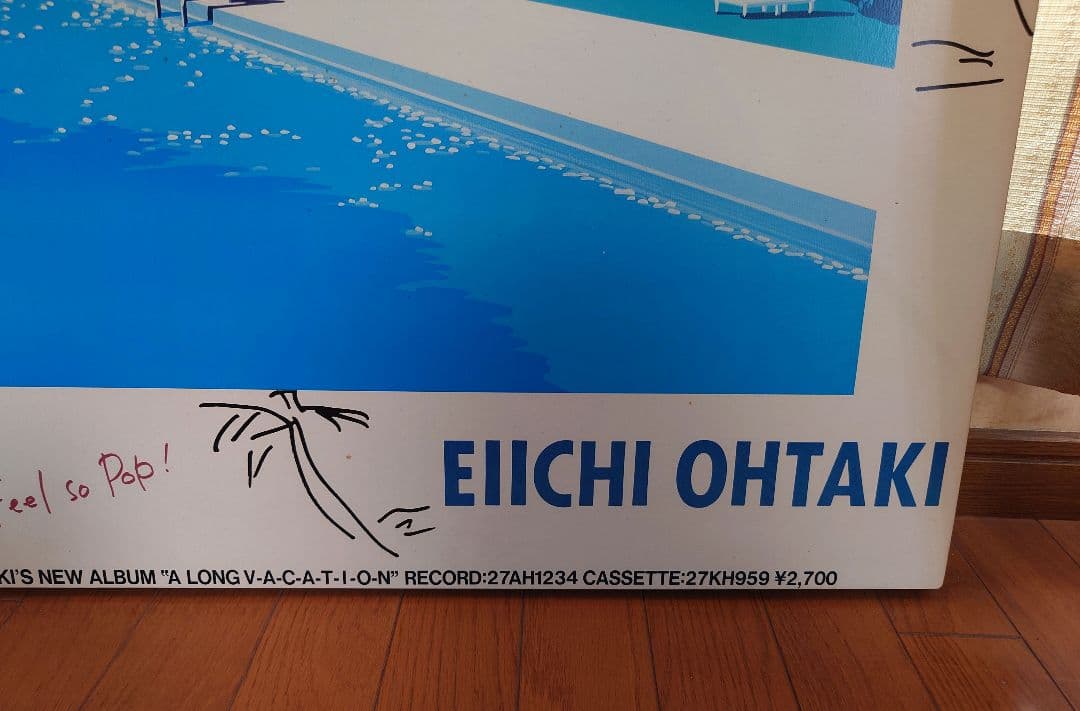 eel so Pop!
EIICHI OHTAKI
KI'S NEW ALBUM "A LONG V-A-C-A-T-I-O-N" RECORD:27AH1234 CASSETTE:27KH959 ¥2,700